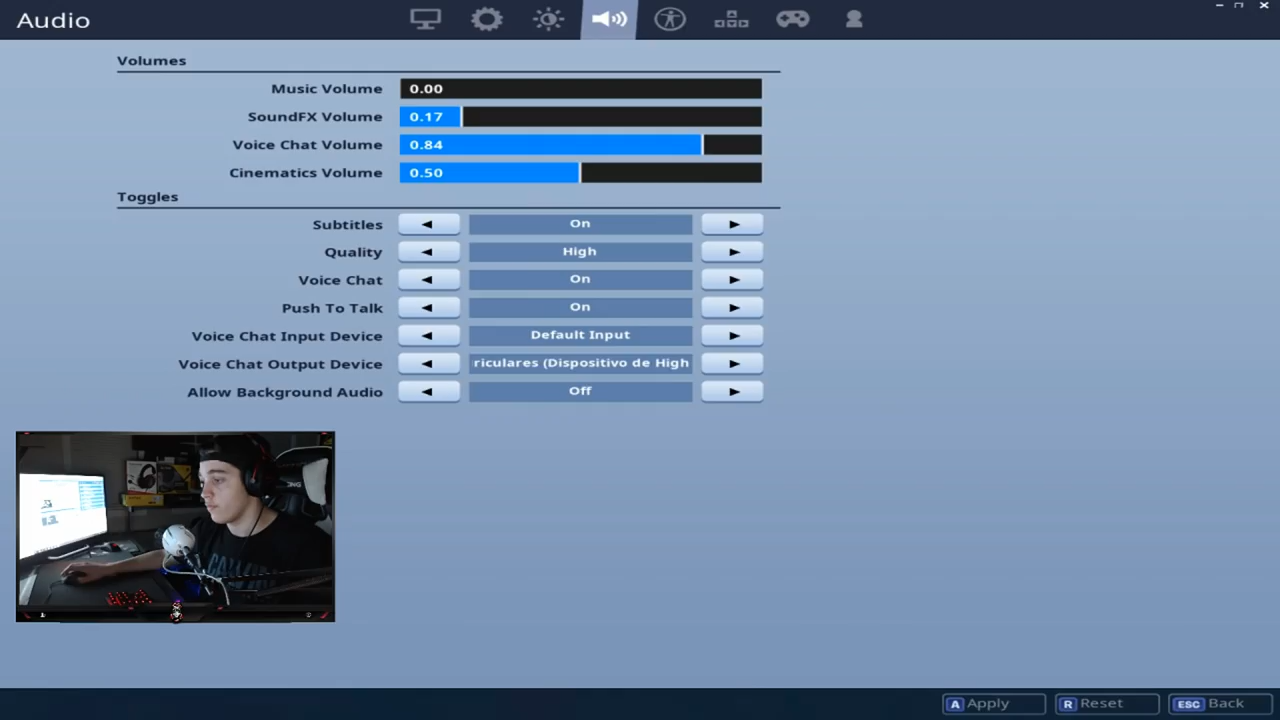 Audio
Volumes
Music Volume 0.00
SoundFX Volume 0.17
Voice Chat Volume 0.84
Cinematics Volume 0.50
Toggles
Subtitles On
Quality High
Voice Chat On
Push To Talk On
Voice Chat Input Device Default Input
Voice Chat Output Device riculares (Dispositivo de High
Allow Background Audio Off
A Apply R Reset ESC Back